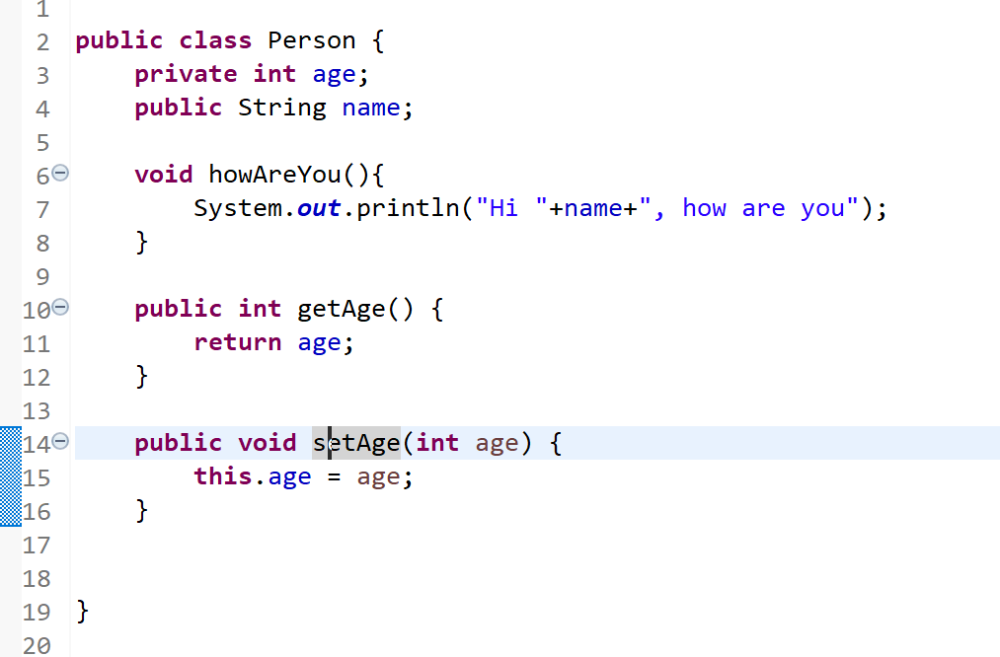 1
2 public class Person {
3     private int age;
4     public String name;
5
6     void howAreYou(){
7         System.out.println("Hi "+name+", how are you");
8     }
9
10     public int getAge() {
11         return age;
12     }
13
14     public void setAge(int age) {
15         this.age = age;
16     }
17
18
19 }
20